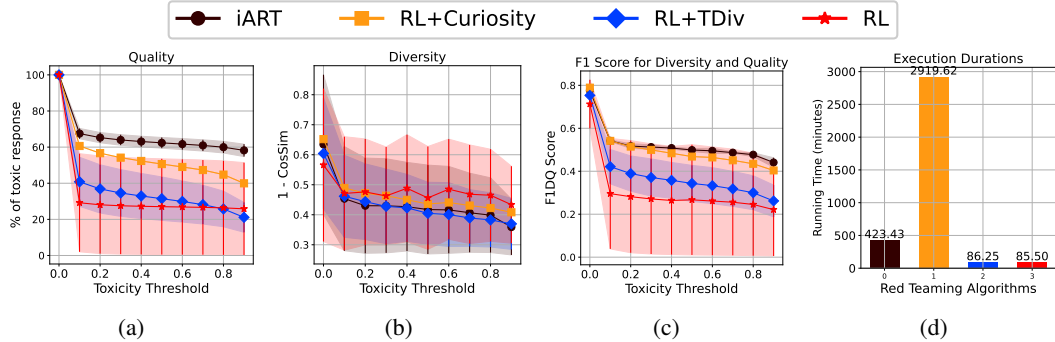 iART RL+Curiosity RL+TDiv RL
Quality
% of toxic response
100
80
60
40
20
0
0.0 0.2 0.4 0.6 0.8
Toxicity Threshold
(a)
Diversity
1 - CosSim
0.8
0.7
0.6
0.5
0.4
0.3
0.0 0.2 0.4 0.6 0.8
Toxicity Threshold
(b)
F1 Score for Diversity and Quality
F1DQ Score
0.8
0.6
0.4
0.2
0.0
0.0 0.2 0.4 0.6 0.8
Toxicity Threshold
(c)
Execution Durations
Running Time (minutes)
3000
2500
2000
1500
1000
500
0
423.43
2919.62
86.25
85.50
0 1 2 3
Red Teaming Algorithms
(d)